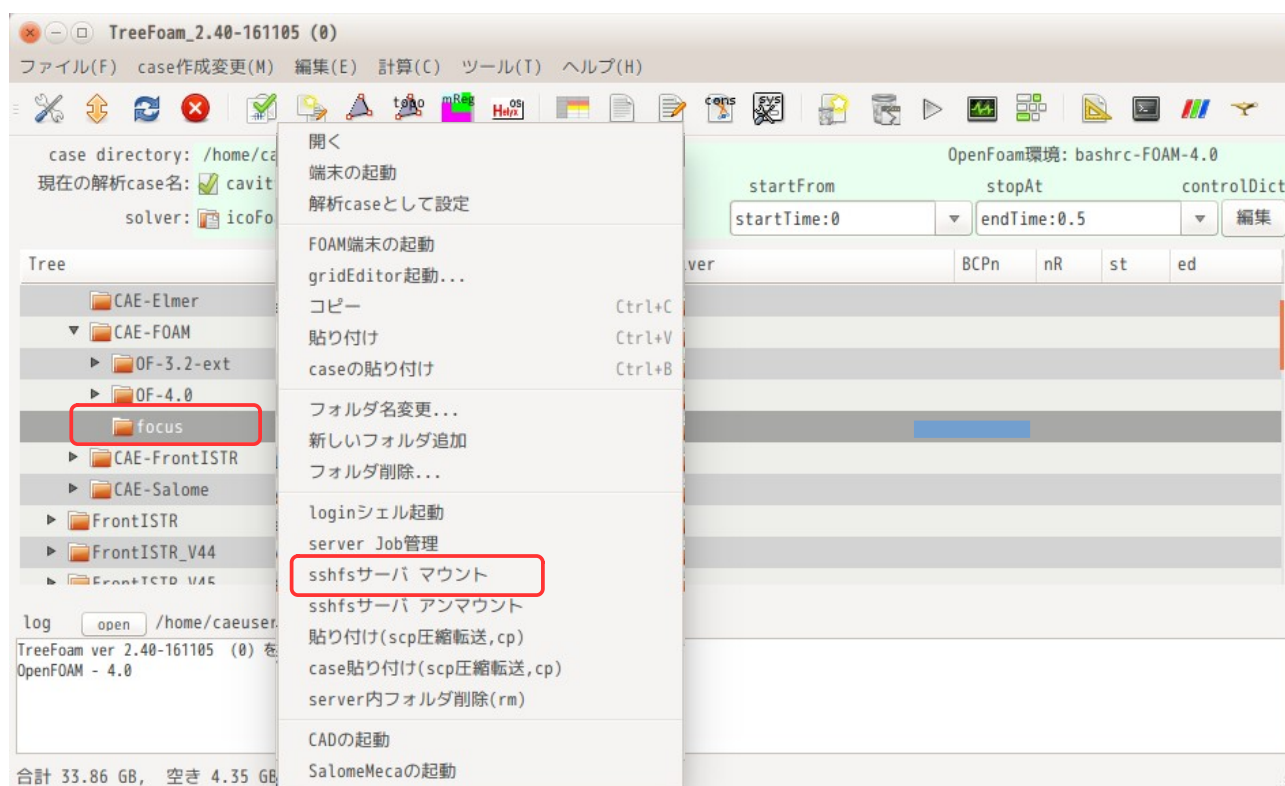 TreeFoam_2.40-161105 (0)
ファイル(F) case作成変更(M) 編集(E) 計算(C) ツール(T) ヘルプ(H)
topo mReg Helyx OS cons sys
case directory: /home/ca
OpenFoam環境: bashrc-FOAM-4.0
現在の解析case名: cavit
startFrom stopAt controlDict
solver: icoFo
startTime:0 endTime:0.5 編集
Tree ver BCPn nR st ed
CAE-Elmer
CAE-FOAM
OF-3.2-ext
OF-4.0
focus
CAE-FrontISTR
CAE-Salome
FrontISTR
FrontISTR_V44
FrontISTR_V45
開く
端末の起動
解析caseとして設定
FOAM端末の起動
gridEditor起動...
コピー Ctrl+C
貼り付け Ctrl+V
caseの貼り付け Ctrl+B
フォルダ名変更...
新しいフォルダ追加
フォルダ削除...
loginシェル起動
server Job管理
sshfsサーバ マウント
sshfsサーバ アンマウント
貼り付け(scp圧縮転送,cp)
case貼り付け(scp圧縮転送,cp)
server内フォルダ削除(rm)
CADの起動
SalomeMecaの起動
log open /home/caeuser
TreeFoam ver 2.40-161105 (0) を
OpenFOAM - 4.0
合計 33.86 GB, 空き 4.35 GB